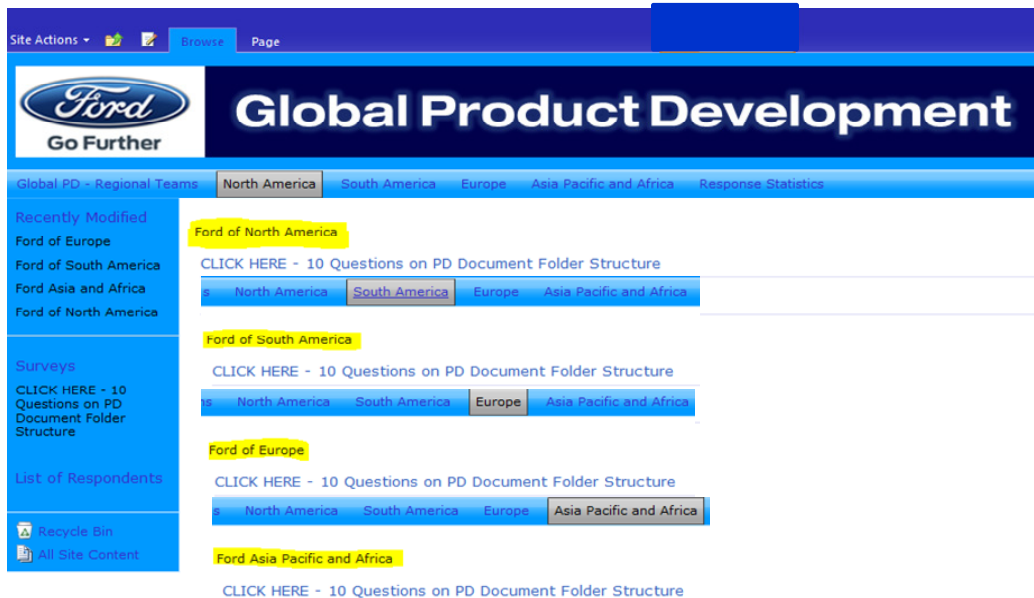 Site Actions
Browse
Page
Ford
Go Further
Global Product Development
Global PD - Regional Teams
North America
South America
Europe
Asia Pacific and Africa
Response Statistics
Recently Modified
Ford of Europe
Ford of South America
Ford Asia and Africa
Ford of North America
Surveys
CLICK HERE - 10
Questions on PD
Document Folder
Structure
List of Respondents
Recycle Bin
All Site Content
Ford of North America
CLICK HERE - 10 Questions on PD Document Folder Structure
s North America South America Europe Asia Pacific and Africa
Ford of South America
CLICK HERE - 10 Questions on PD Document Folder Structure
ns North America South America Europe Asia Pacific and Africa
Ford of Europe
CLICK HERE - 10 Questions on PD Document Folder Structure
s North America South America Europe Asia Pacific and Africa
Ford Asia Pacific and Africa
CLICK HERE - 10 Questions on PD Document Folder Structure